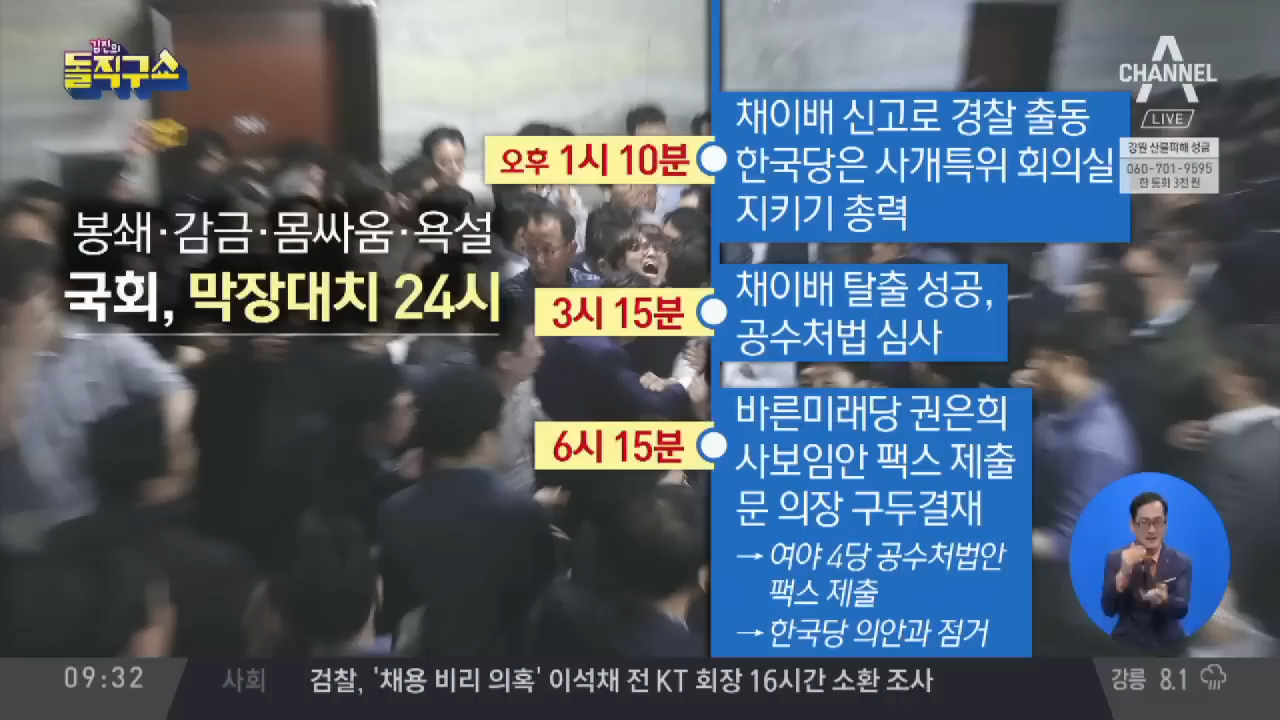 김진의
돌직구쇼
CHANNEL A
LIVE
강원 산불피해 성금
060-701-9595
한 통화 3천 원
봉쇄·감금·몸싸움·욕설
국회, 막장대치 24시
오후 1시 10분
채이배 신고로 경찰 출동
한국당은 사개특위 회의실
지키기 총력
3시 15분
채이배 탈출 성공,
공수처법 심사
6시 15분
바른미래당 권은희
사보임안 팩스 제출
문 의장 구두결재
→ 여야 4당 공수처법안
팩스 제출
→ 한국당 의안과 점거
09:32
사회
검찰, '채용 비리 의혹' 이석채 전 KT 회장 16시간 소환 조사
강릉 8.1